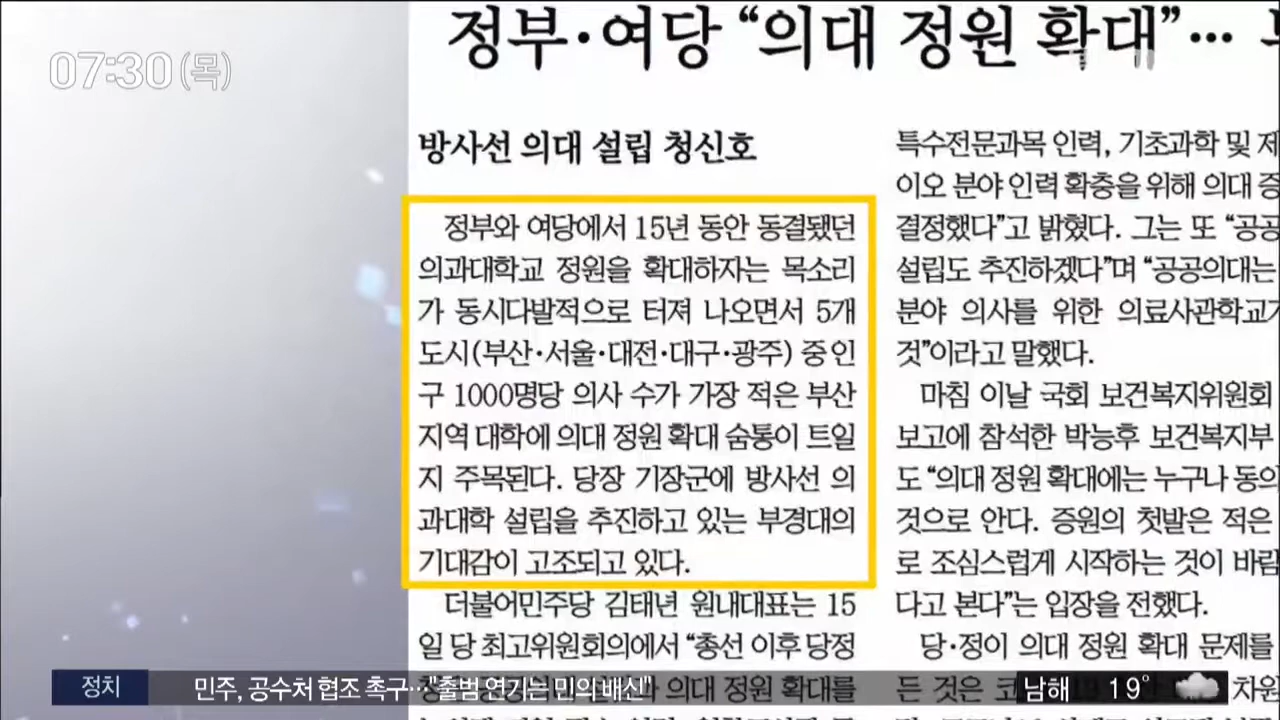 07:30(목)
정부·여당 “의대 정원 확대”…
방사선 의대 설립 청신호
정부와 여당에서 15년 동안 동결됐던
의과대학교 정원을 확대하자는 목소리
가 동시다발적으로 터져 나오면서 5개
도시(부산·서울·대전·대구·광주) 중 인
구 1000명당 의사 수가 가장 적은 부산
지역 대학에 의대 정원 확대 숨통이 트일
지 주목된다. 당장 기장군에 방사선 의
과대학 설립을 추진하고 있는 부경대의
기대감이 고조되고 있다.
더불어민주당 김태년 원내대표는 15
일 당 최고위원회의에서 “총선 이후 당정
의대 정원 확대를
특수전문과목 인력, 기초과학 및 제
이오 분야 인력 확충을 위해 의대 증
결정했다”고 밝혔다. 그는 또 “공공
설립도 추진하겠다”며 “공공의대는
분야 의사를 위한 의료사관학교가
것”이라고 말했다.
마침 이날 국회 보건복지위원회
보고에 참석한 박능후 보건복지부
도 “의대 정원 확대에는 누구나 동의
것으로 안다. 증원의 첫발은 적은
로 조심스럽게 시작하는 것이 바람
다고 본다”는 입장을 전했다.
당·정이 의대 정원 확대 문제를
든 것은 코 차원
정치 민주, 공수처 협조 촉구…"출범 연기는 민의 배신"
남해 19°